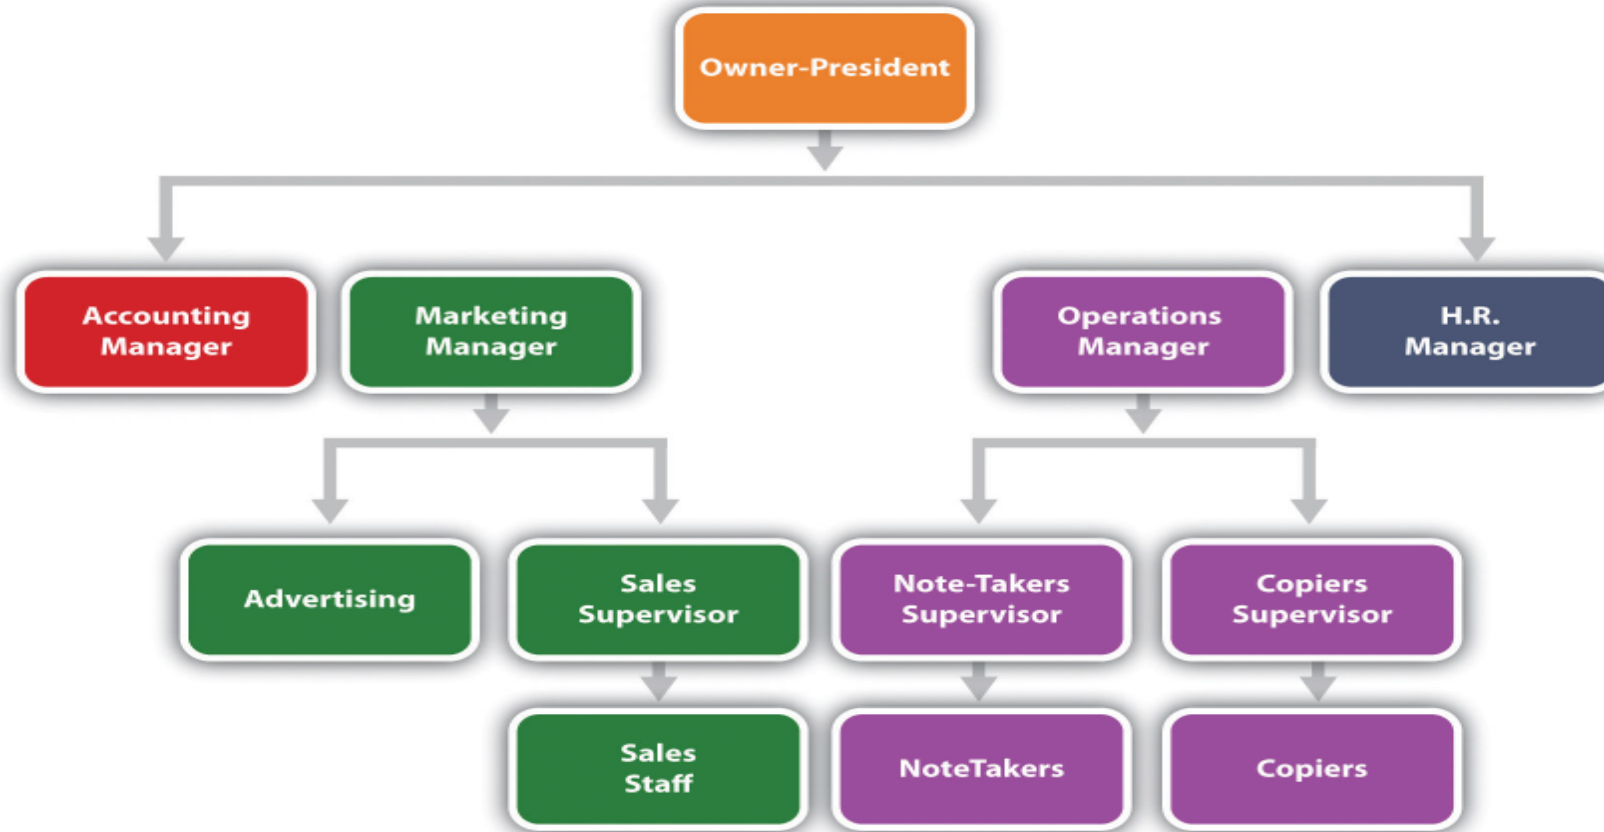 Owner-President
Accounting
Manager
Marketing
Manager
Operations
Manager
H.R.
Manager
Advertising
Sales
Supervisor
Note-Takers
Supervisor
Copiers
Supervisor
Sales
Staff
NoteTakers
Copiers